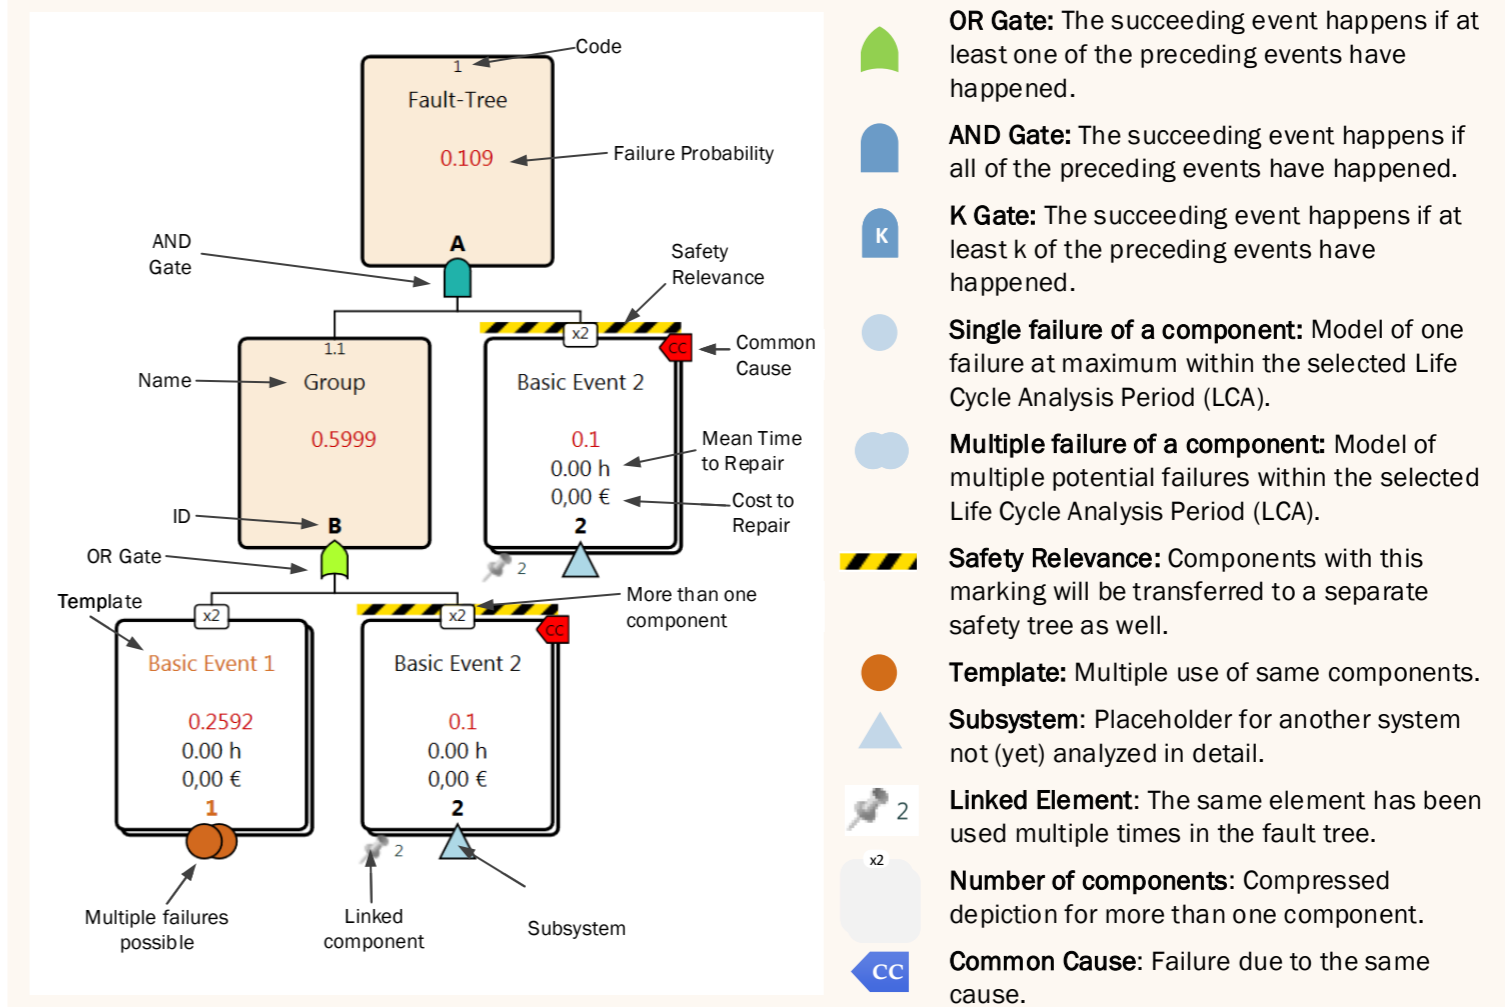 Code
1
Fault-Tree
0.109
Failure Probability
A
AND
Gate
Safety
Relevance
x2
CC
Common
Cause
1.1
Name
Group
0.5999
Basic Event 2
0.1
0.00 h
0,00 €
2
Mean Time
to Repair
Cost to
Repair
ID
B
OR Gate
2
Template
x2
x2
CC
More than one
component
Basic Event 1
0.2592
0.00 h
0,00 €
1
Basic Event 2
0.1
0.00 h
0,00 €
2
2
Multiple failures
possible
Linked
component
Subsystem
OR Gate: The succeeding event happens if at
least one of the preceding events have
happened.
AND Gate: The succeeding event happens if
all of the preceding events have happened.
K
K Gate: The succeeding event happens if at
least k of the preceding events have
happened.
Single failure of a component: Model of one
failure at maximum within the selected Life
Cycle Analysis Period (LCA).
Multiple failure of a component: Model of
multiple potential failures within the selected
Life Cycle Analysis Period (LCA).
Safety Relevance: Components with this
marking will be transferred to a separate
safety tree as well.
Template: Multiple use of same components.
Subsystem: Placeholder for another system
not (yet) analyzed in detail.
2
Linked Element: The same element has been
used multiple times in the fault tree.
x2
Number of components: Compressed
depiction for more than one component.
CC
Common Cause: Failure due to the same
cause.